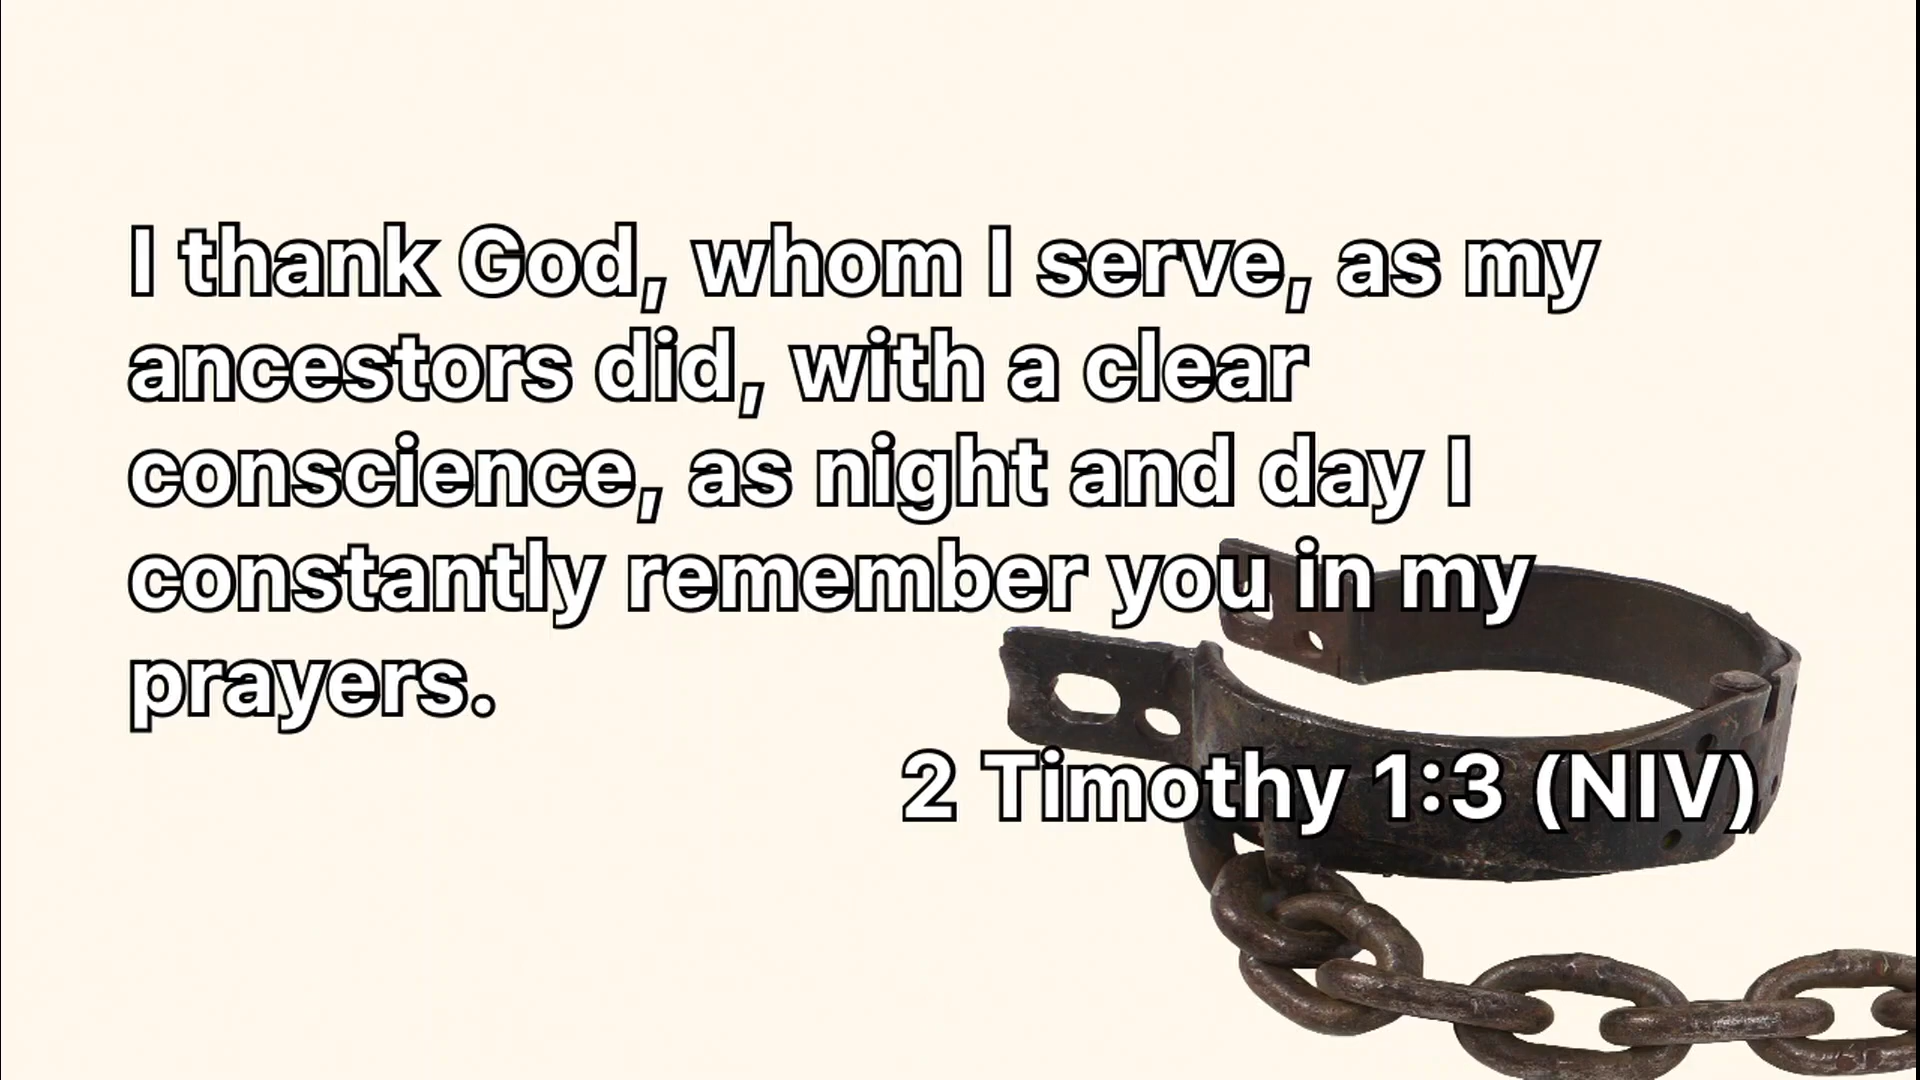 I thank God, whom I serve, as my
ancestors did, with a clear
conscience, as night and day I
constantly remember you in my
prayers.
2 Timothy 1:3 (NIV)